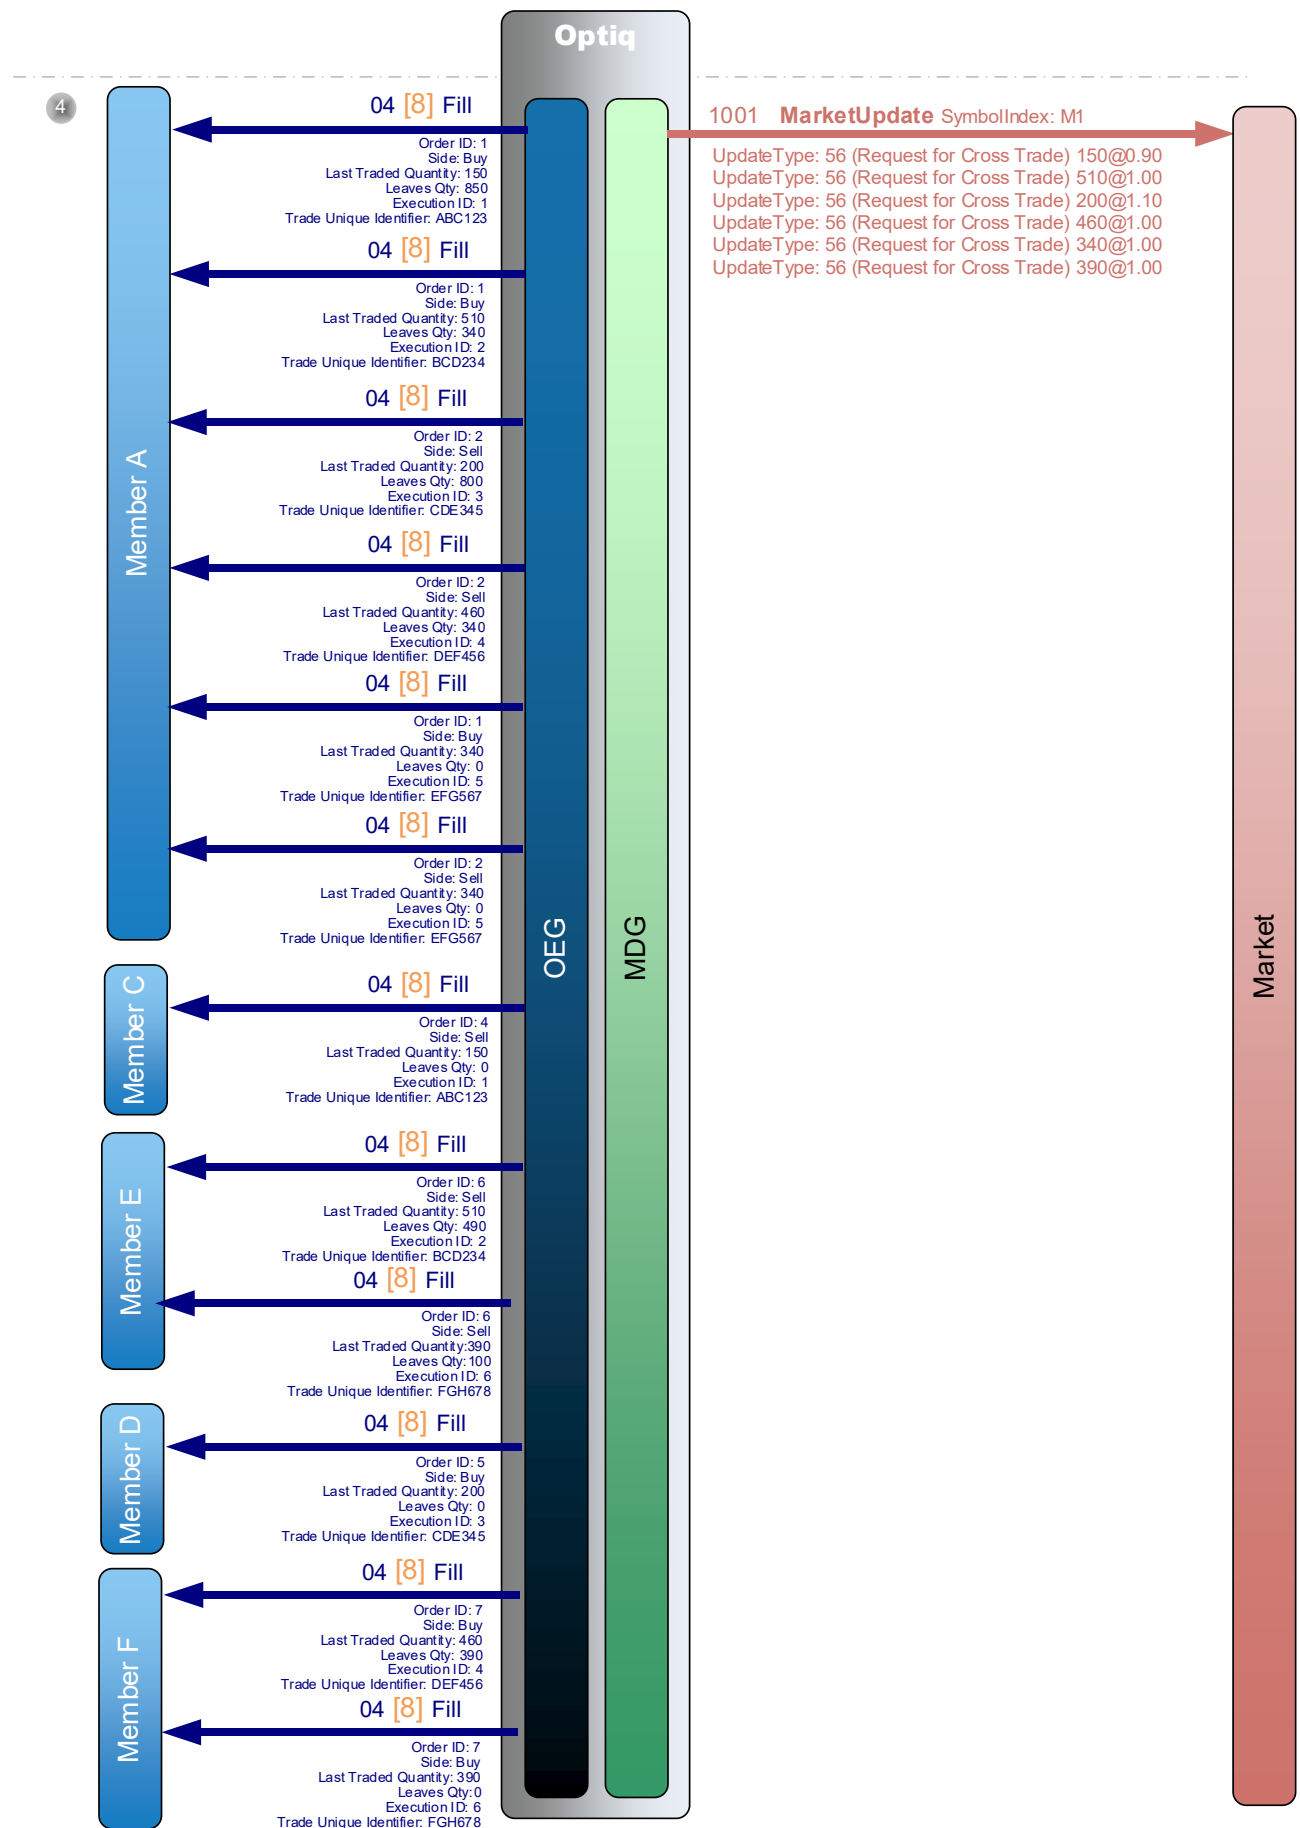 Optiq
4
04 [8] Fill
Order ID: 1
Side: Buy
Last Traded Quantity: 150
Leaves Qty: 850
Execution ID: 1
Trade Unique Identifier: ABC123
04 [8] Fill
Order ID: 1
Side: Buy
Last Traded Quantity: 510
Leaves Qty: 340
Execution ID: 2
Trade Unique Identifier: BCD234
04 [8] Fill
Order ID: 2
Side: Sell
Last Traded Quantity: 200
Leaves Qty: 800
Execution ID: 3
Trade Unique Identifier: CDE345
04 [8] Fill
Order ID: 2
Side: Sell
Last Traded Quantity: 460
Leaves Qty: 340
Execution ID: 4
Trade Unique Identifier: DEF456
04 [8] Fill
Order ID: 1
Side: Buy
Last Traded Quantity: 340
Leaves Qty: 0
Execution ID: 5
Trade Unique Identifier: EFG567
04 [8] Fill
Order ID: 2
Side: Sell
Last Traded Quantity: 340
Leaves Qty: 0
Execution ID: 5
Trade Unique Identifier: EFG567
Member A
04 [8] Fill
Order ID: 4
Side: Sell
Last Traded Quantity: 150
Leaves Qty: 0
Execution ID: 1
Trade Unique Identifier: ABC123
Member C
04 [8] Fill
Order ID: 6
Side: Sell
Last Traded Quantity: 510
Leaves Qty: 490
Execution ID: 2
Trade Unique Identifier: BCD234
04 [8] Fill
Order ID: 6
Side: Sell
Last Traded Quantity:390
Leaves Qty:100
Execution ID: 6
Trade Unique Identifier: FGH678
Member E
04 [8] Fill
Order ID: 5
Side: Buy
Last Traded Quantity: 200
Leaves Qty: 0
Execution ID: 3
Trade Unique Identifier: CDE345
Member D
04 [8] Fill
Order ID: 7
Side: Buy
Last Traded Quantity: 460
Leaves Qty: 390
Execution ID: 4
Trade Unique Identifier: DEF456
04 [8] Fill
Order ID: 7
Side: Buy
Last Traded Quantity: 390
Leaves Qty:0
Execution ID: 6
Trade Unique Identifier: FGH678
Member F
OEG
MDG
1001 MarketUpdate SymbolIndex: M1
UpdateType: 56 (Request for Cross Trade) 150@0.90
UpdateType: 56 (Request for Cross Trade) 510@1.00
UpdateType: 56 (Request for Cross Trade) 200@1.10
UpdateType: 56 (Request for Cross Trade) 460@1.00
UpdateType: 56 (Request for Cross Trade) 340@1.00
UpdateType: 56 (Request for Cross Trade) 390@1.00
Market